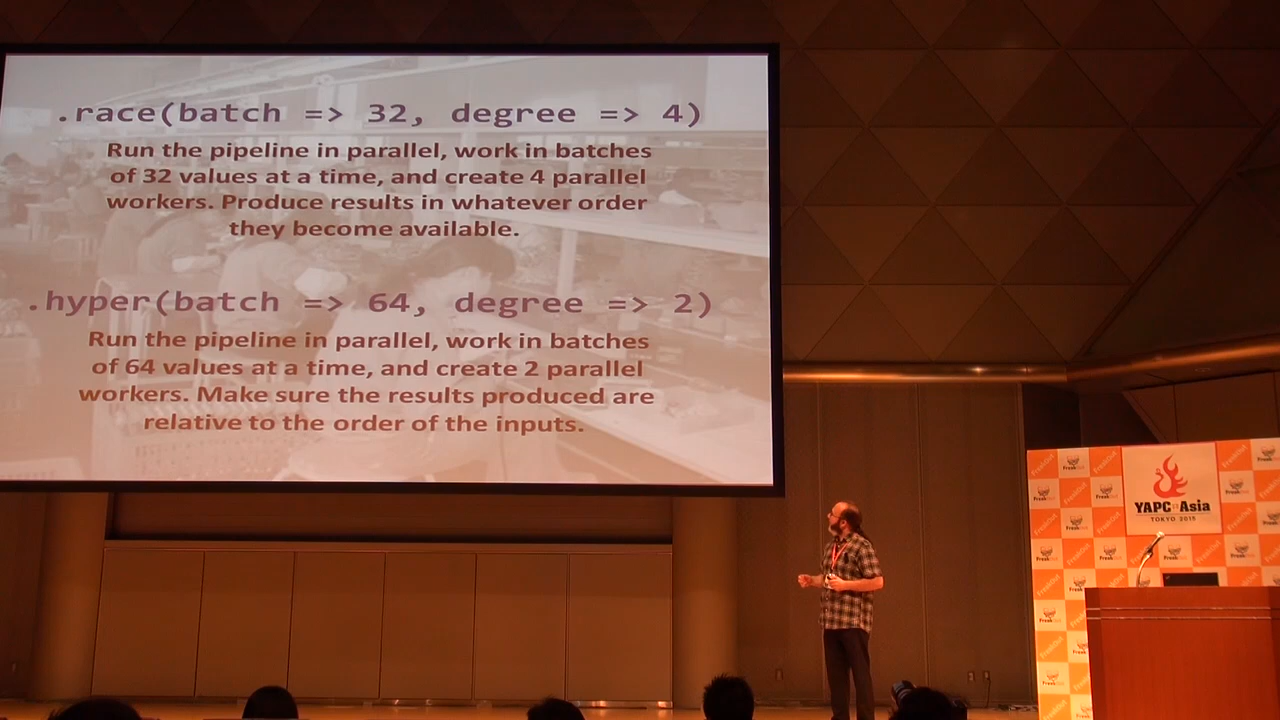 .race(batch => 32, degree => 4)
Run the pipeline in parallel, work in batches
of 32 values at a time, and create 4 parallel
workers. Produce results in whatever order
they become available.
.hyper(batch => 64, degree => 2)
Run the pipeline in parallel, work in batches
of 64 values at a time, and create 2 parallel
workers. Make sure the results produced are
relative to the order of the inputs.
YAPC::Asia
TOKYO 2015
FreakOut